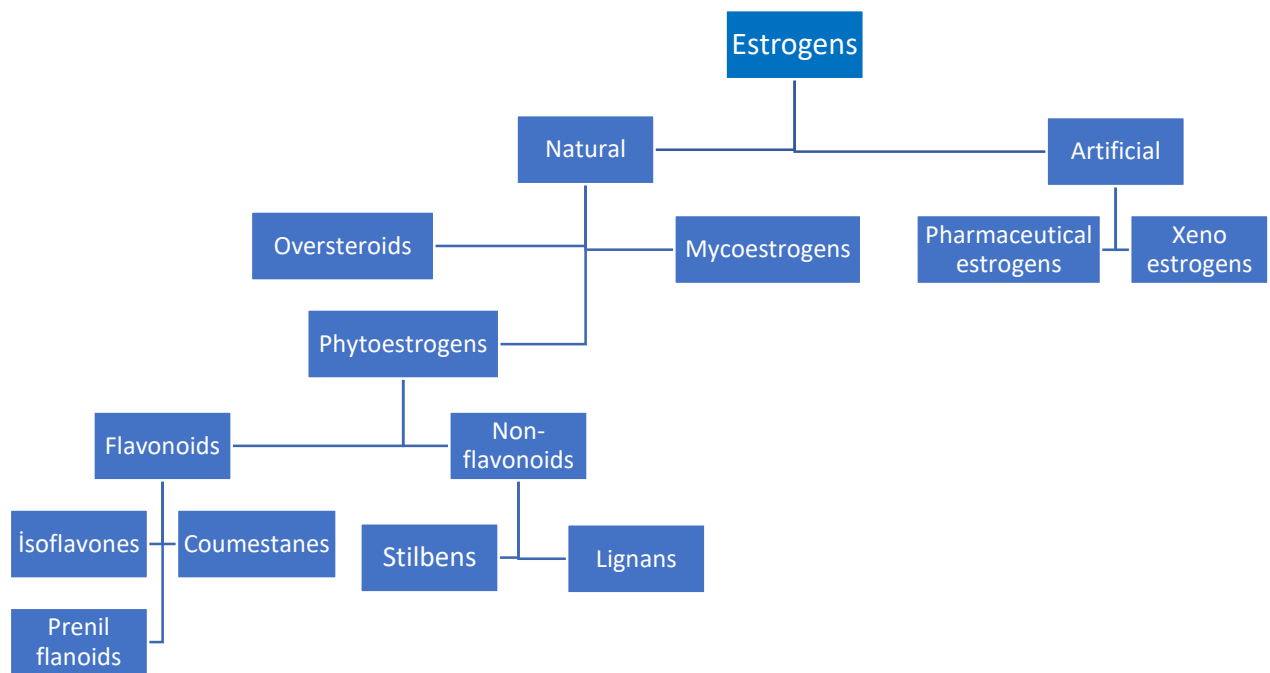 Estrogens
Natural
Artificial
Oversteroids
Mycoestrogens
Pharmaceutical
estrogens
Xeno
estrogens
Phytoestrogens
Flavonoids
Non-
flavonoids
İsoflavones
Coumestanes
Stilbens
Lignans
Prenil
flanoids